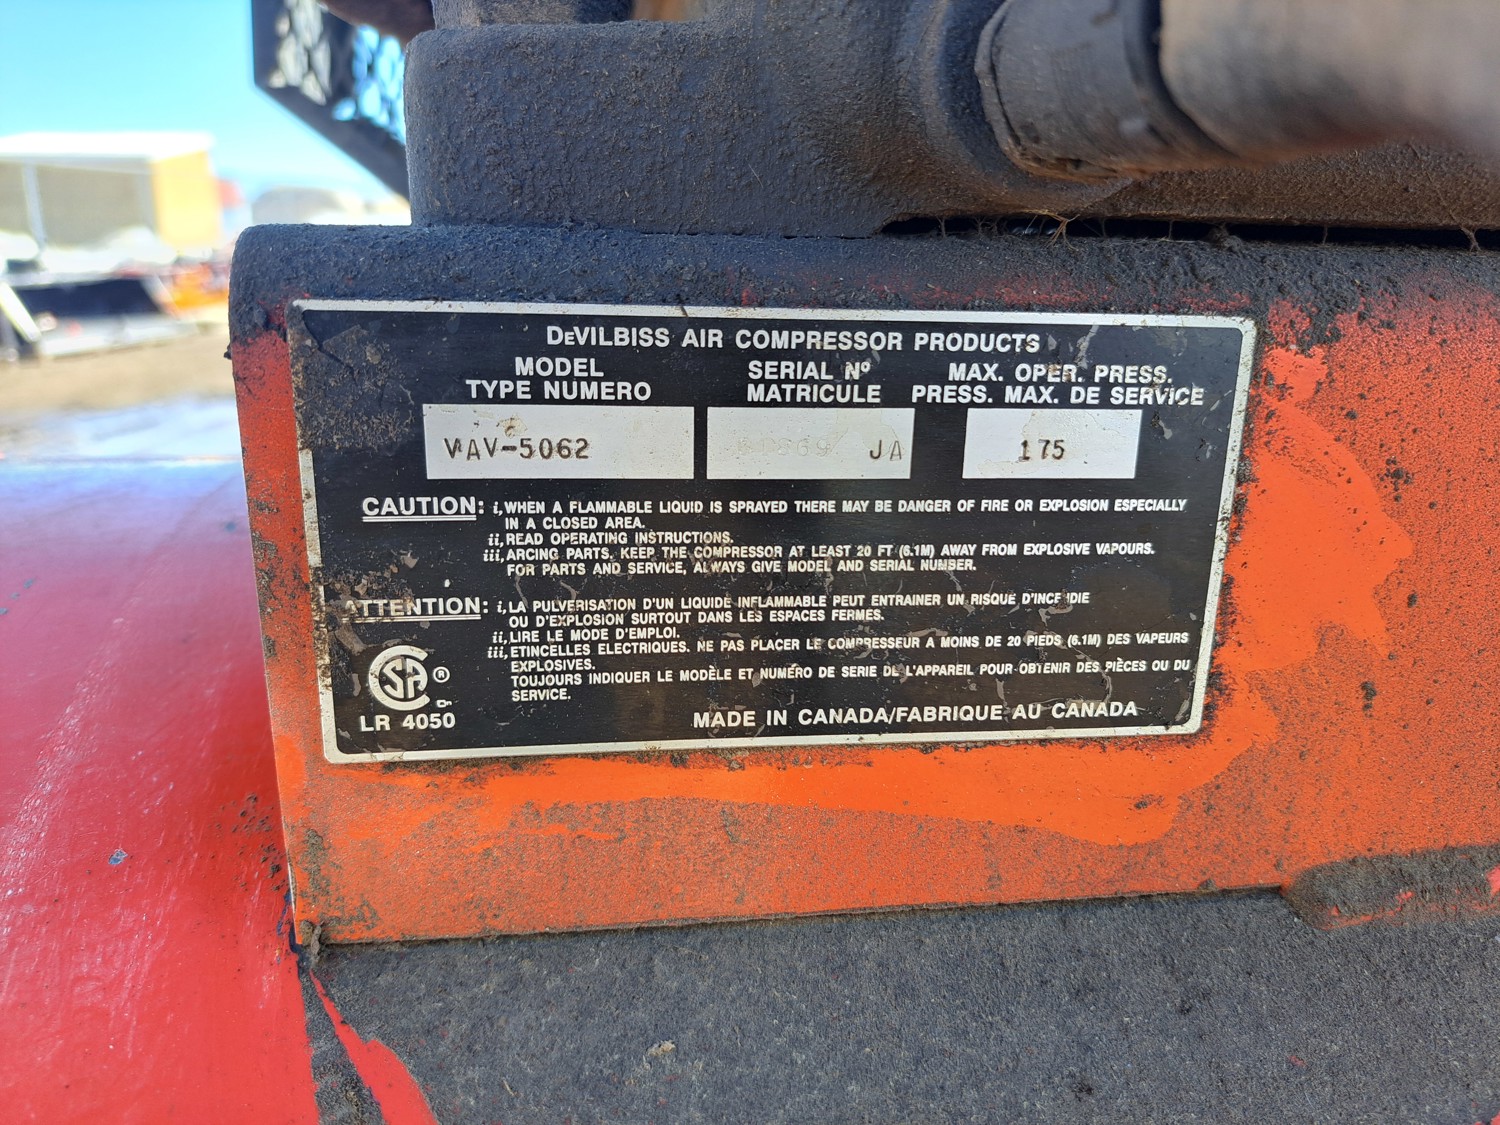 DeVILBISS AIR COMPRESSOR PRODUCTS
MODEL
TYPE NUMERO
SERIAL Nº
MATRICULE
MAX. OPER. PRESS.
PRESS. MAX. DE SERVICE
VAV-5062
JA
175
CAUTION: i, WHEN A FLAMMABLE LIQUID IS SPRAYED THERE MAY BE DANGER OF FIRE OR EXPLOSION ESPECIALLY
IN A CLOSED AREA.
ii, READ OPERATING INSTRUCTIONS.
iii, ARCING PARTS. KEEP THE COMPRESSOR AT LEAST 20 FT (6.1M) AWAY FROM EXPLOSIVE VAPOURS.
FOR PARTS AND SERVICE, ALWAYS GIVE MODEL AND SERIAL NUMBER.
ATTENTION: i, LA PULVERISATION D'UN LIQUIDE INFLAMMABLE PEUT ENTRAINER UN RISQUE D'INCENDIE
OU D'EXPLOSION SURTOUT DANS LES ESPACES FERMES.
ii, LIRE LE MODE D'EMPLOI.
iii, ETINCELLES ELECTRIQUES. NE PAS PLACER LE COMPRESSEUR A MOINS DE 20 PIEDS (6.1M) DES VAPEURS
EXPLOSIVES.
TOUJOURS INDIQUER LE MODÈLE ET NUMÉRO DE SERIE DE L'APPAREIL POUR OBTENIR DES PIÈCES OU DU
SERVICE.
SA ®
LR 4050
MADE IN CANADA/FABRIQUE AU CANADA